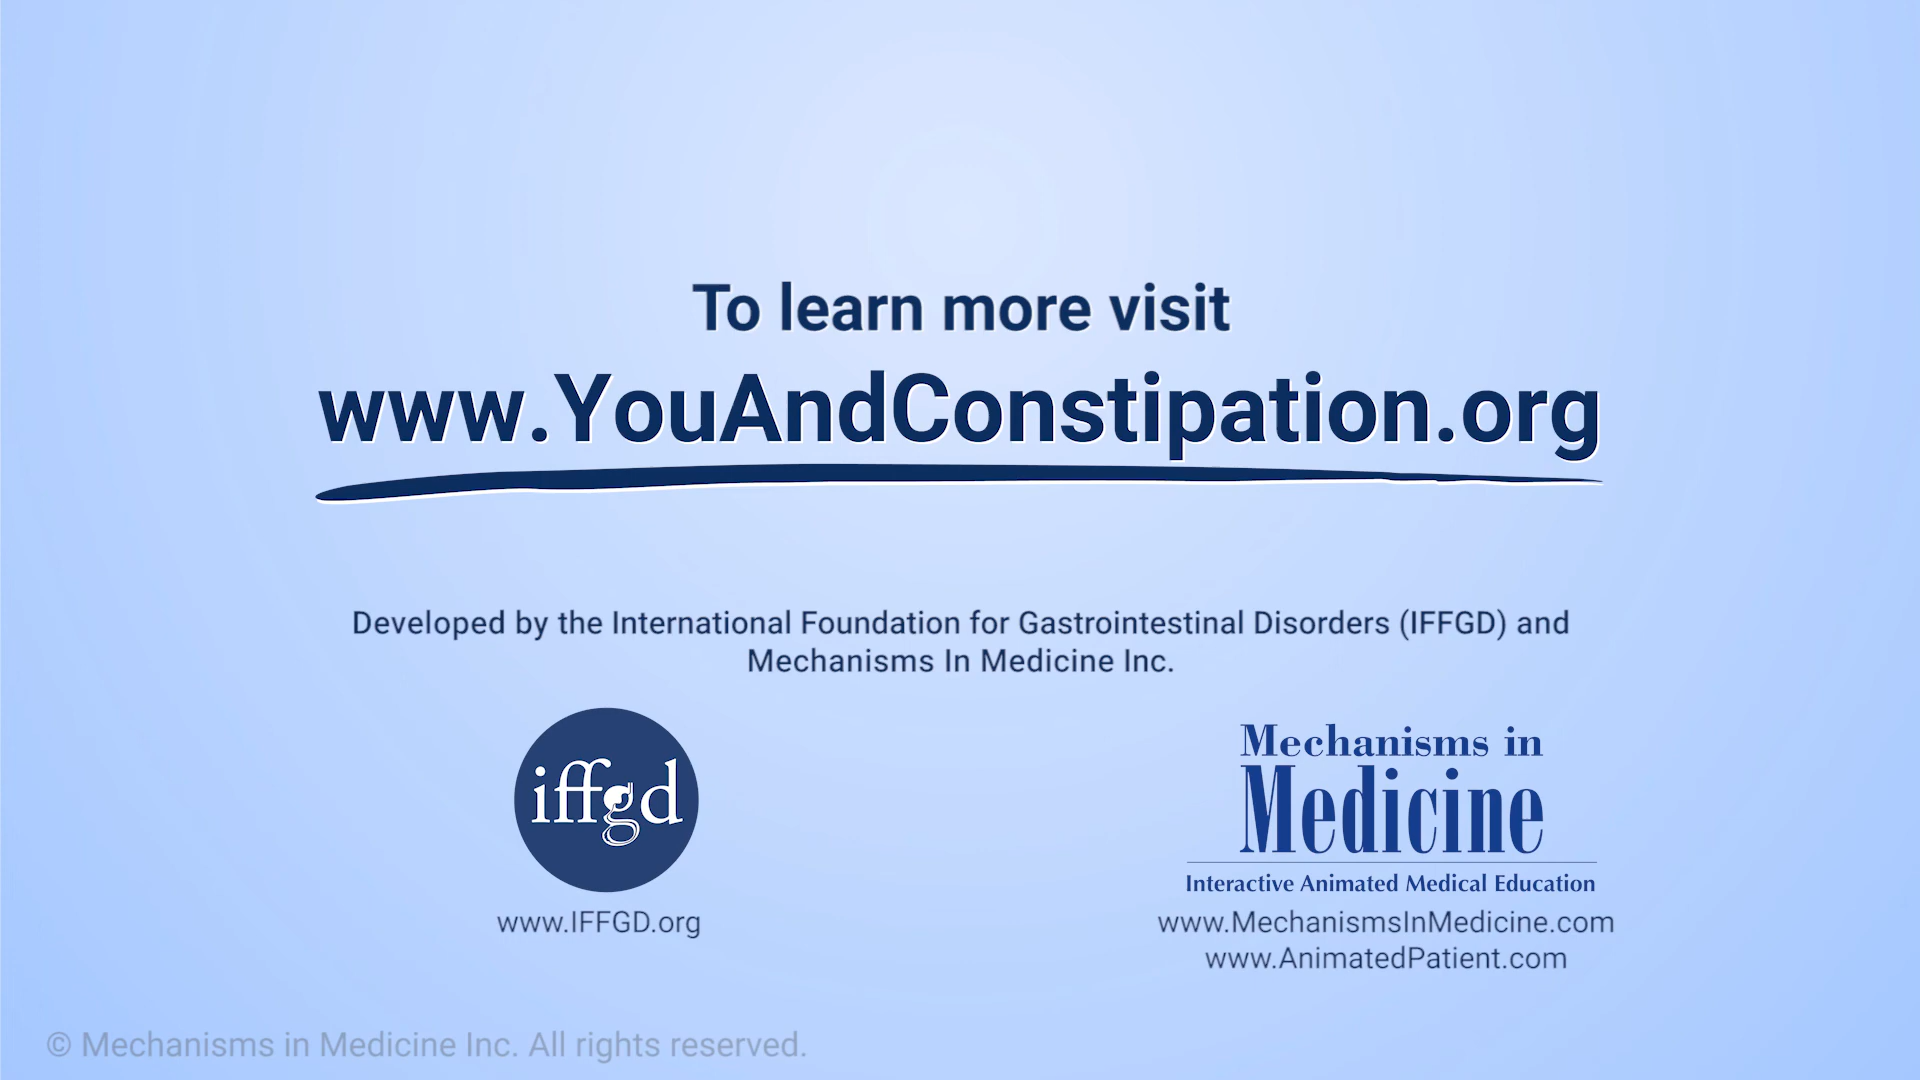 To learn more visit
www.YouAndConstipation.org
Developed by the International Foundation for Gastrointestinal Disorders (IFFGD) and
Mechanisms In Medicine Inc.
iffgd
www.IFFGD.org
Mechanisms in
Medicine
Interactive Animated Medical Education
www.MechanismsInMedicine.com
www.AnimatedPatient.com
© Mechanisms in Medicine Inc. All rights reserved.